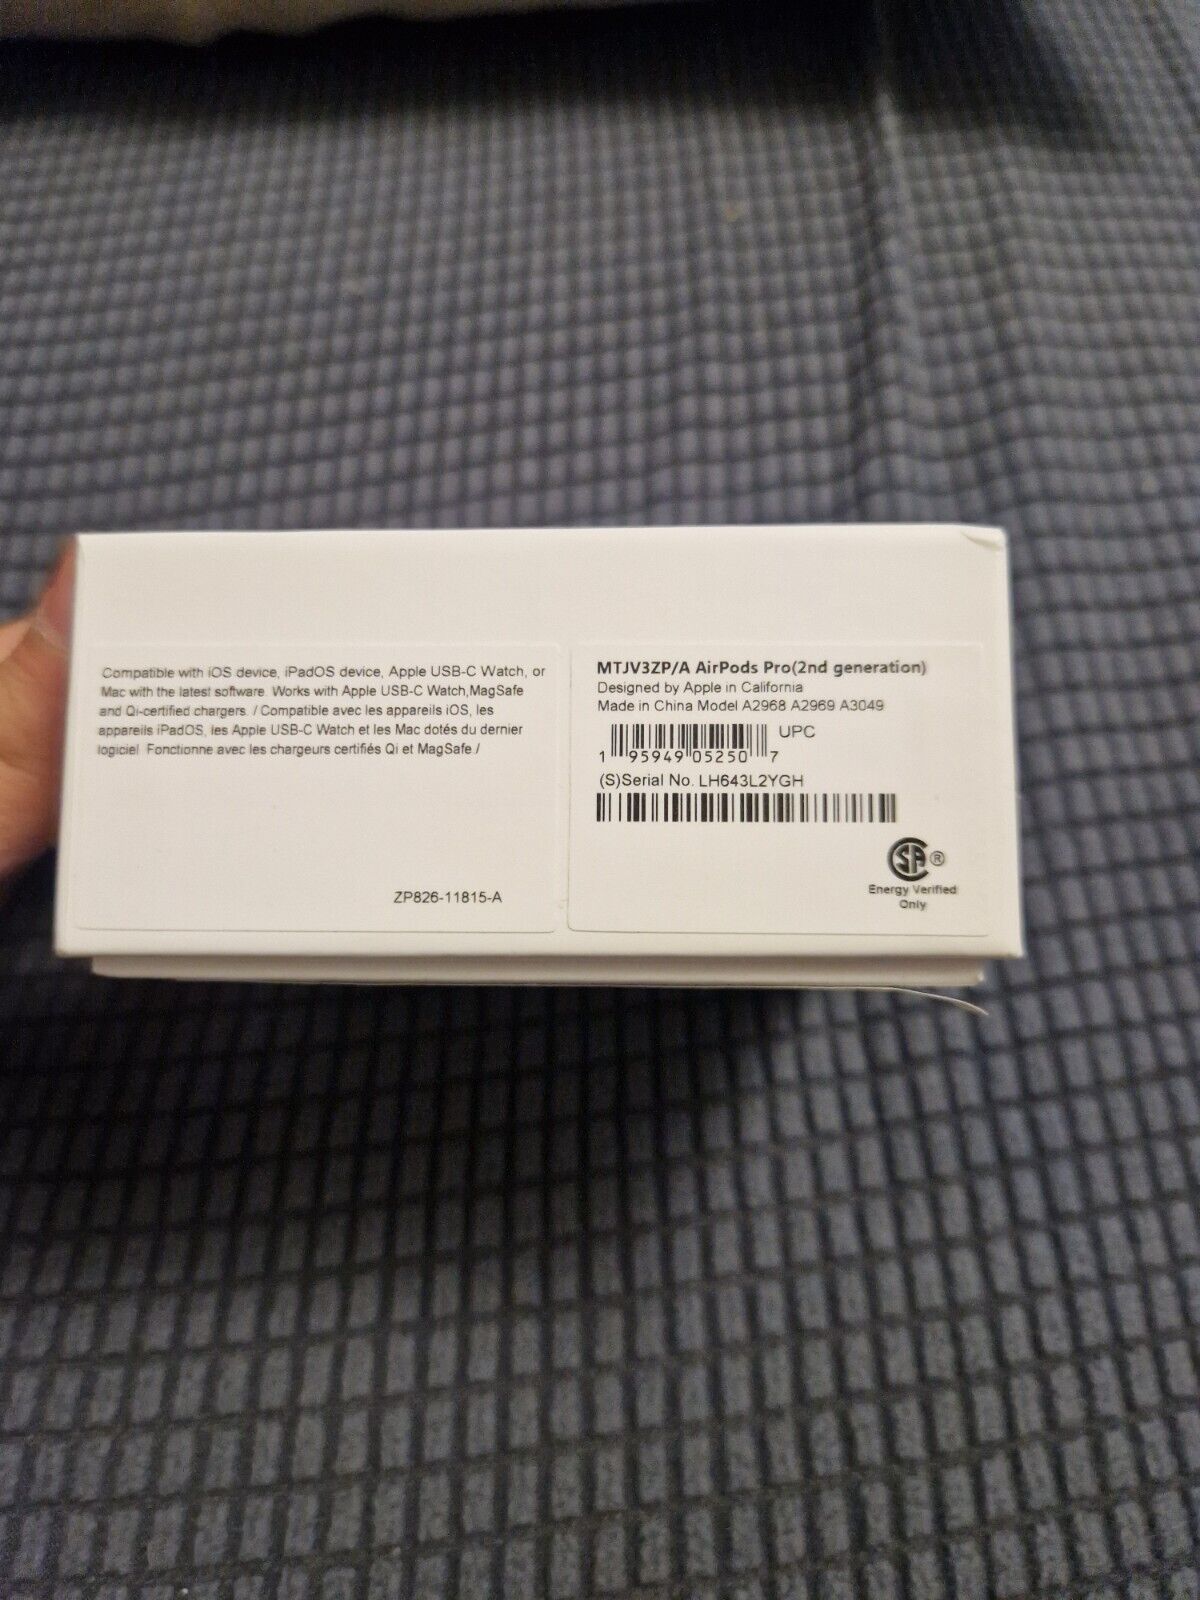 Compatible with iOS device, iPadOS device, Apple USB-C Watch, or
Mac with the latest software. Works with Apple USB-C Watch,MagSafe
and Qi-certified chargers. / Compatible avec les appareils iOS, les
appareils iPadOS, les Apple USB-C Watch et les Mac dotés du dernier
logiciel Fonctionne avec les chargeurs certifiés Qi et MagSafe /
ZP826-11815-A
MTJV3ZP/A AirPods Pro(2nd generation)
Designed by Apple in California
Made in China Model A2968 A2969 A3049
UPC
1 95949 05250 7
(S)Serial No. LH643L2YGH
SA ®
Energy Verified
Only